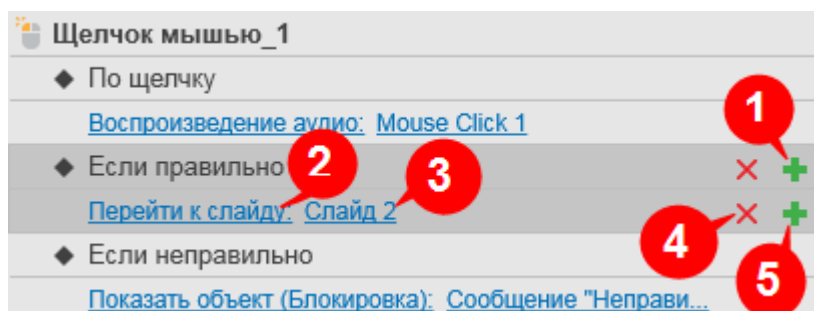 Щелчок мышью_1
По щелчку
1
Воспроизведение аудио: Mouse Click 1
Если правильно 2 3
Перейти к слайду: Слайд 2
4
Если неправильно
5
Показать объект (Блокировка): Сообщение "Неправи...